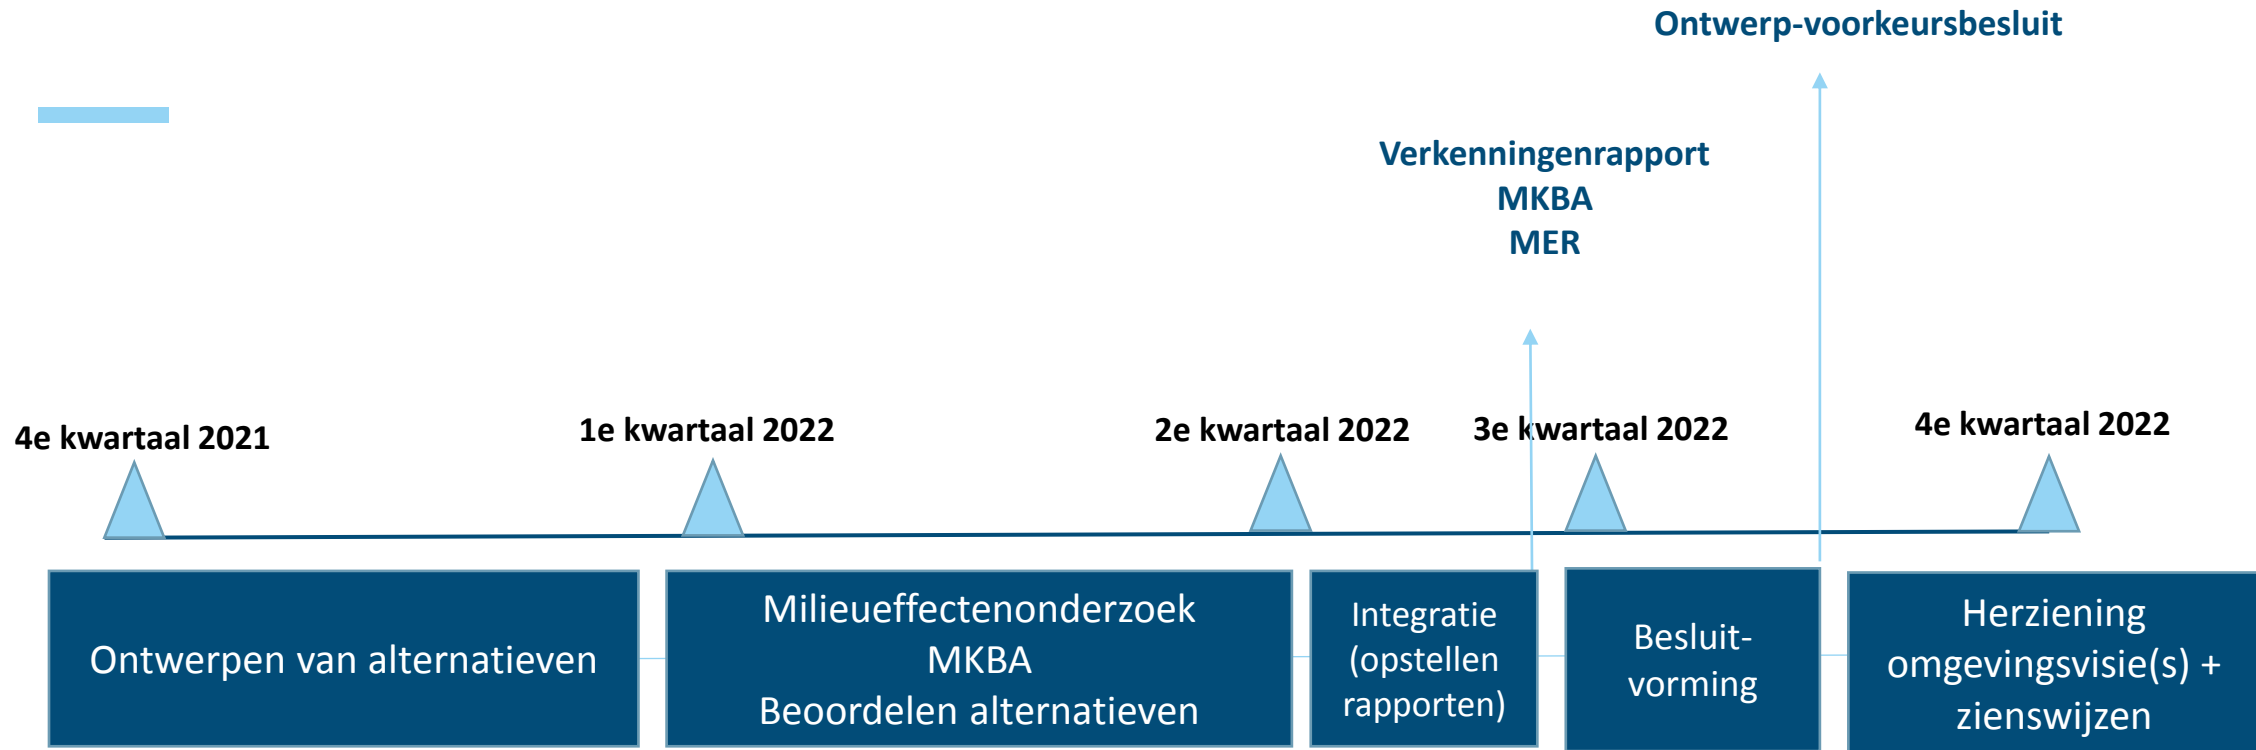 Ontwerp-voorkeursbesluit
Verkenningenrapport
MKBA
MER
4e kwartaal 2021
1e kwartaal 2022
2e kwartaal 2022
3e kwartaal 2022
4e kwartaal 2022
Ontwerpen van alternatieven
Milieueffectenonderzoek
MKBA
Beoordelen alternatieven
Integratie
(opstellen
rapporten)
Besluit-
vorming
Herziening
omgevingsvisie(s) +
zienswijzen